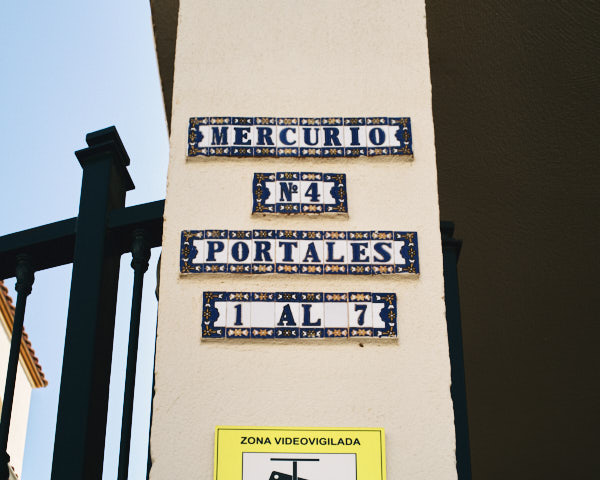 MERCURIO
Nº4
PORTALES
1 AL 7
ZONA VIDEOVIGILADA